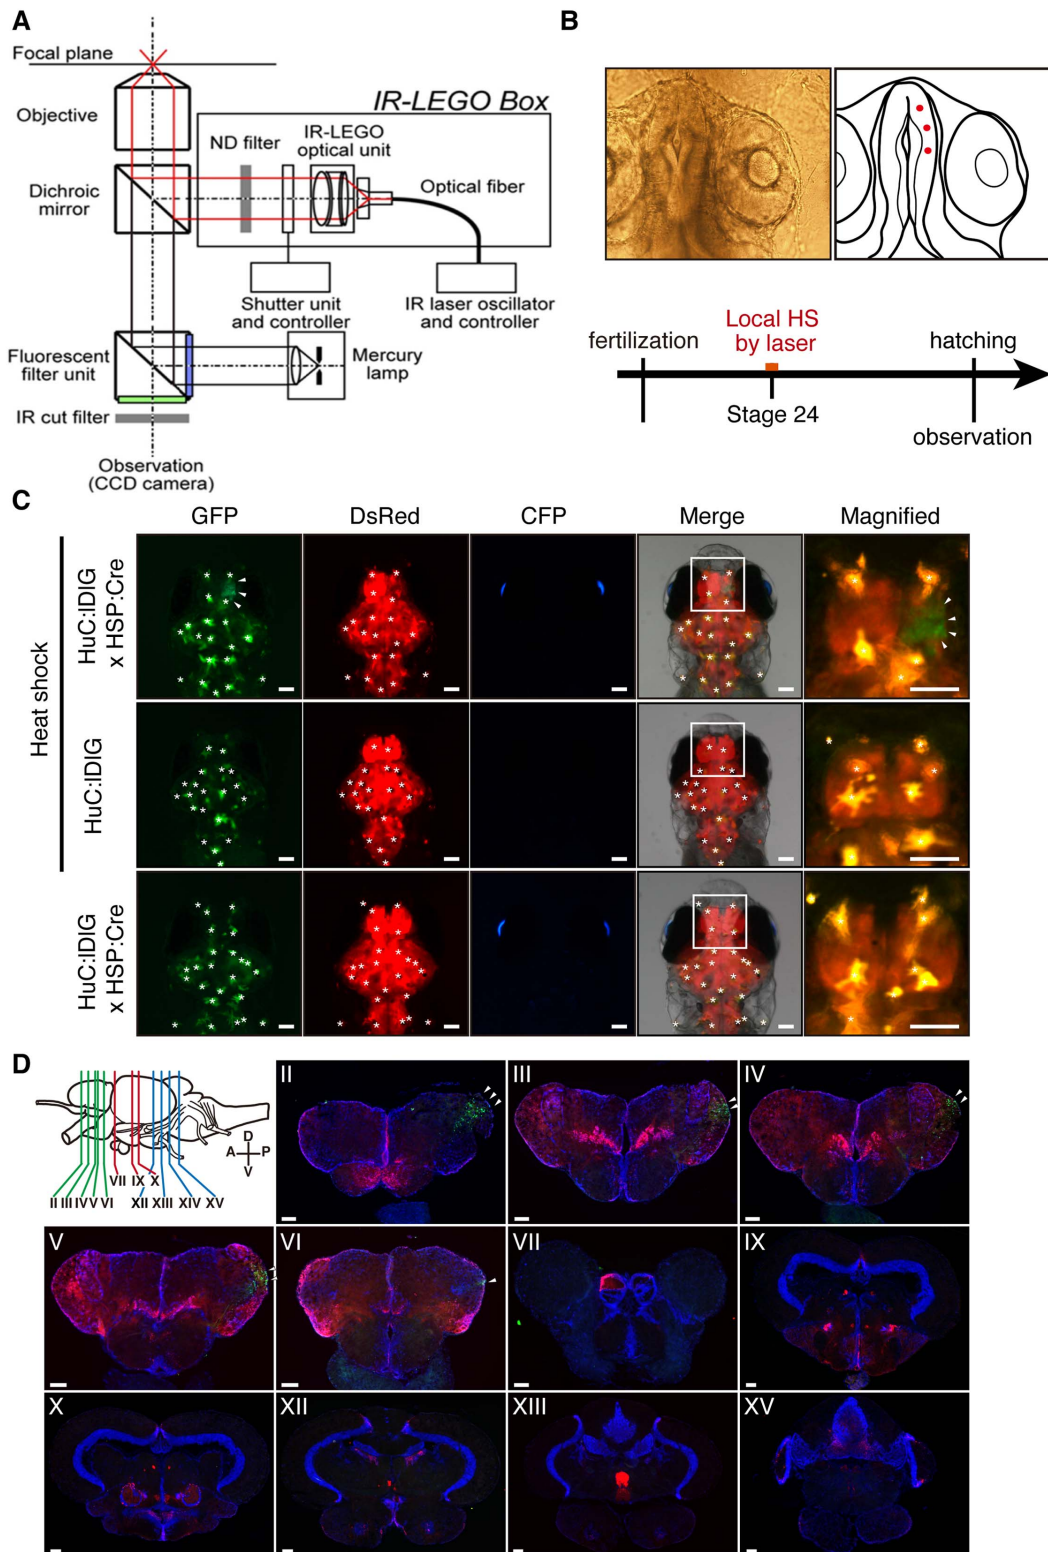 A
Focal plane
Objective
Dichroic
mirror
Fluorescent
filter unit
IR cut filter
Observation
(CCD camera)
IR-LEGO Box
ND filter
IR-LEGO
optical unit
Optical fiber
Shutter unit
and controller
IR laser oscillator
and controller
Mercury
lamp
B
fertilization
Local HS
by laser
hatching
Stage 24
observation
C
GFP
DsRed
CFP
Merge
Magnified
Heat shock
HuC:IDIG
x HSP:Cre
HuC:IDIG
HuC:IDIG
x HSP:Cre
D
D
A
P
V
VII
IX
X
II
III
IV
V
VI
XII
XIII
XIV
XV
II
III
IV
V
VI
VII
IX
X
XII
XIII
XV